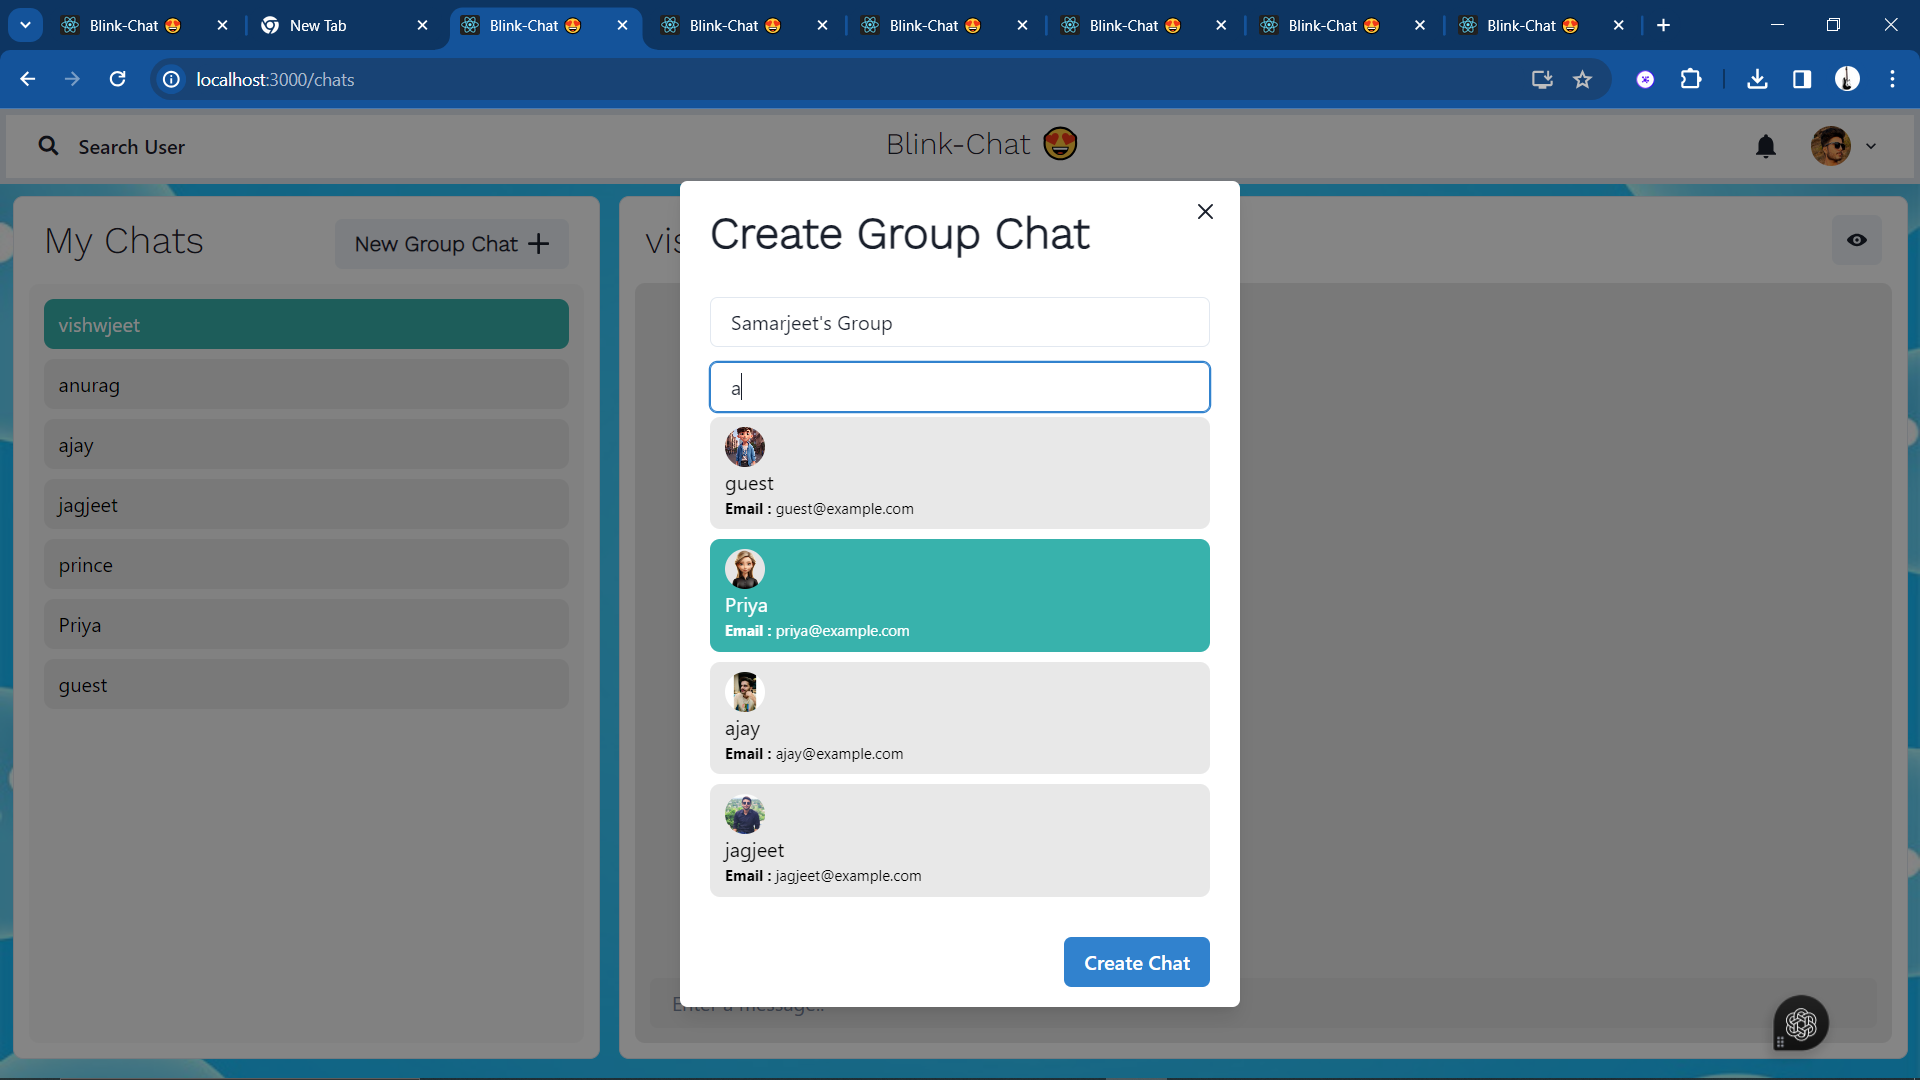 Blink-Chat 😍
New Tab
Blink-Chat 😍
Blink-Chat 😍
Blink-Chat 😍
Blink-Chat 😍
Blink-Chat 😍
Blink-Chat 😍
localhost:3000/chats
Search User
Blink-Chat 😍
My Chats
New Group Chat +
vishwjeet
anurag
ajay
jagjeet
prince
Priya
guest
vis
Create Group Chat
Samarjeet's Group
a
guest
Email : guest@example.com
Priya
Email : priya@example.com
ajay
Email : ajay@example.com
jagjeet
Email : jagjeet@example.com
Create Chat
Enter a message..